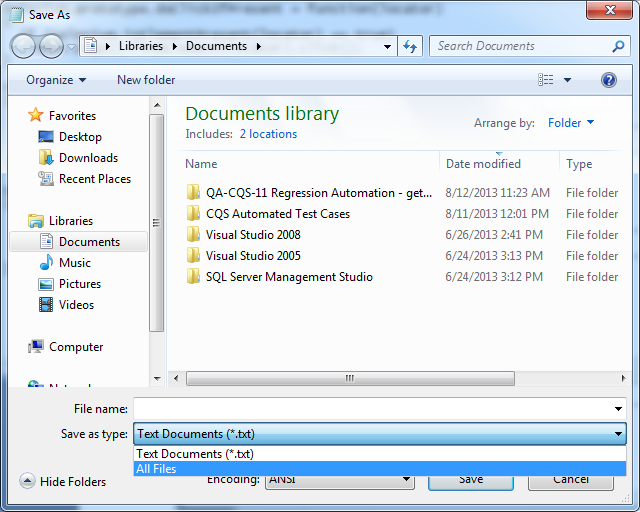 prototype.doClickIfPresent = function(locator)
Save As
Libraries Documents
Search Documents
Organize New folder
Favorites
Desktop
Downloads
Recent Places
Libraries
Documents
Music
Pictures
Videos
Computer
Documents library
Includes: 2 locations
Arrange by: Folder
Name Date modified Type
QA-CQS-11 Regression Automation - get... 8/12/2013 11:23 AM File folder
CQS Automated Test Cases 8/11/2013 12:01 PM File folder
Visual Studio 2008 6/26/2013 2:41 PM File folder
Visual Studio 2005 6/24/2013 3:13 PM File folder
SQL Server Management Studio 6/24/2013 3:12 PM File folder
File name:
Save as type: Text Documents (*.txt)
Text Documents (*.txt)
All Files
Hide Folders
Encoding: ANSI Save Cancel